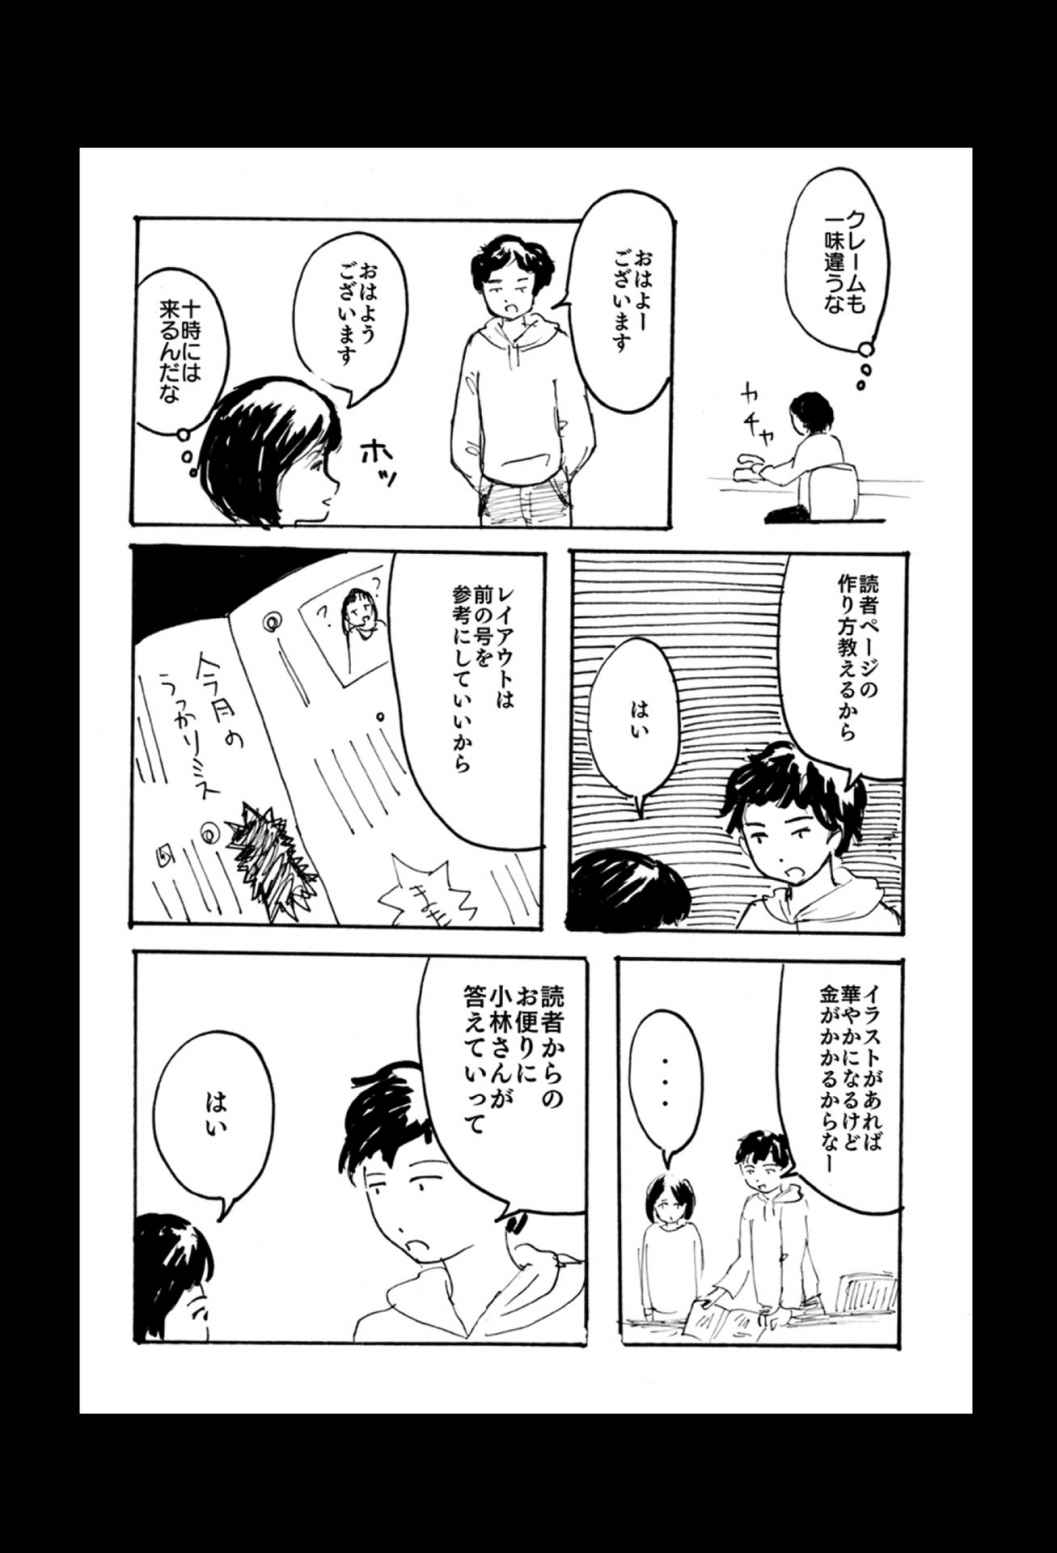 クレームも
一味違うな
カチャ
おはよー
ございます
おはよう
ございます
ホッ
十時には
来るんだな
読者ページの
作り方教えるから
はい
レイアウトは
前の号を
参考にしていいから
？
？
今月の
うっかりミス
イラストがあれば
華やかになるけど
金がかかるからなー
・・・
読者からの
お便りに
小林さんが
答えていって
はい